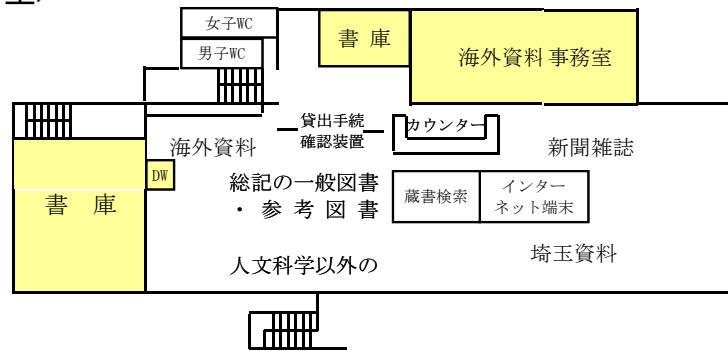 女子WC
男子WC
書 庫
海外資料 事務室
貸出手続
確認装置
カウンター
海外資料
新聞雑誌
DW
総記の一般図書
・ 参 考 図 書
蔵書検索
インター
ネット端末
書 庫
人文科学以外の
埼玉資料